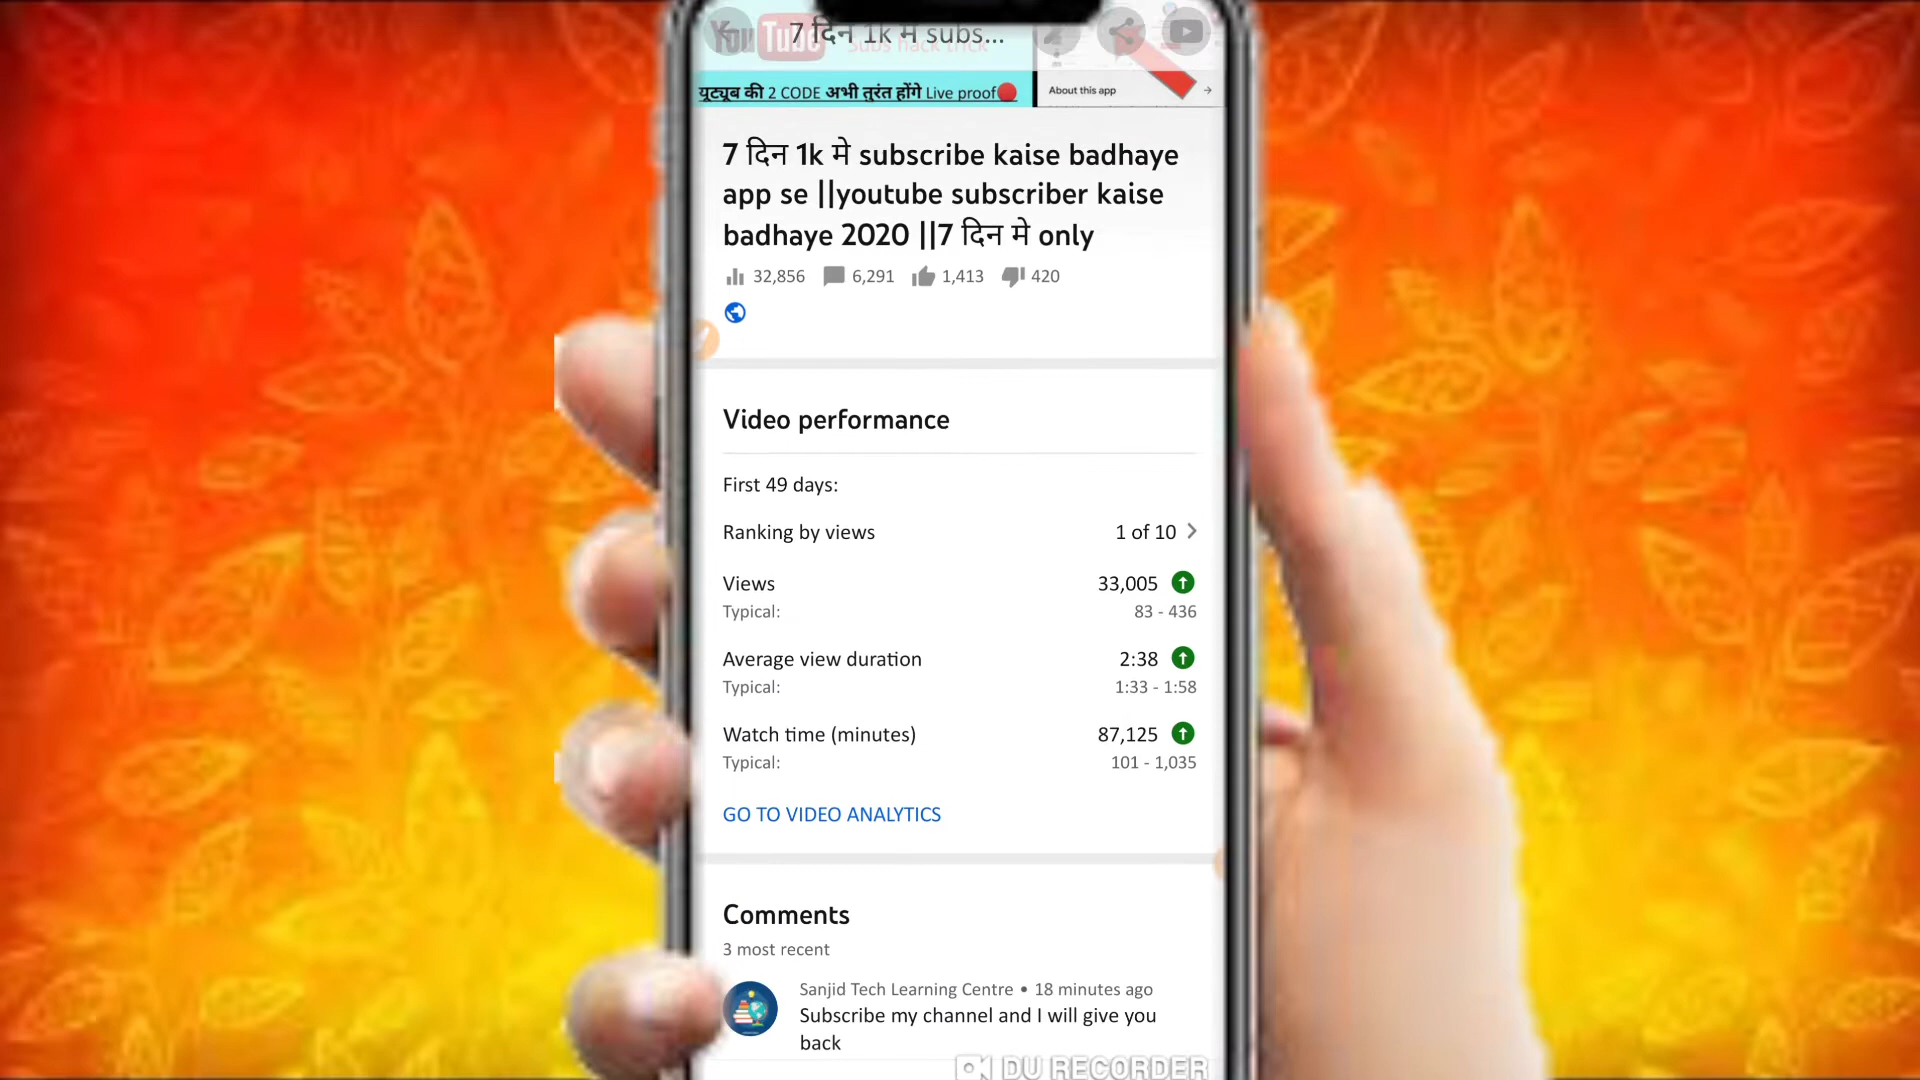 YouTube
Subs hack trick
7 दिन 1k मे subs...
यूट्यूब की 2 CODE अभी तुरंत होंगे Live proof
About this app
7 दिन 1k मे subscribe kaise badhaye
app se ||youtube subscriber kaise
badhaye 2020 ||7 दिन मे only
32,856 6,291 1,413 420
Video performance
First 49 days:
Ranking by views 1 of 10
Views 33,005
Typical: 83 - 436
Average view duration 2:38
Typical: 1:33 - 1:58
Watch time (minutes) 87,125
Typical: 101 - 1,035
GO TO VIDEO ANALYTICS
Comments
3 most recent
Sanjid Tech Learning Centre • 18 minutes ago
Subscribe my channel and I will give you
back
DU RECORDER